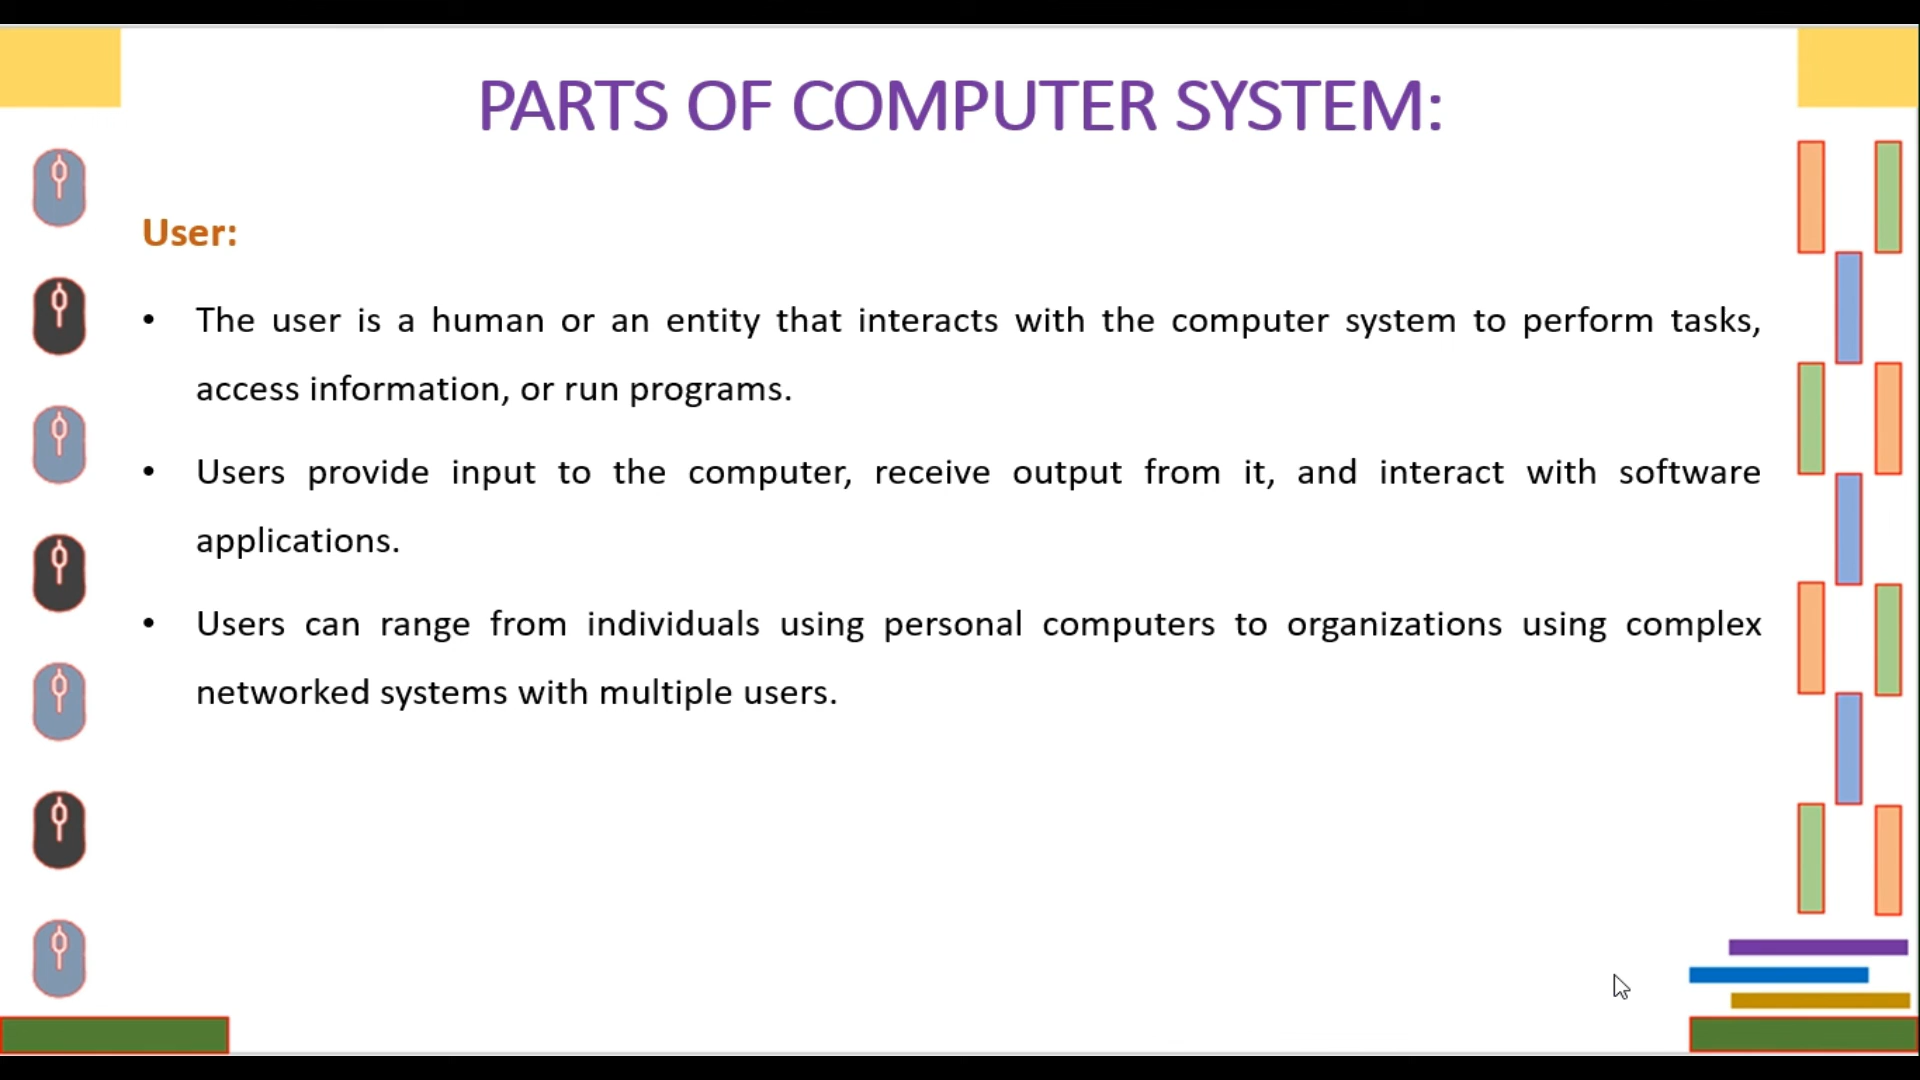 PARTS OF COMPUTER SYSTEM:
User:
• The user is a human or an entity that interacts with the computer system to perform tasks,
access information, or run programs.
• Users provide input to the computer, receive output from it, and interact with software
applications.
• Users can range from individuals using personal computers to organizations using complex
networked systems with multiple users.